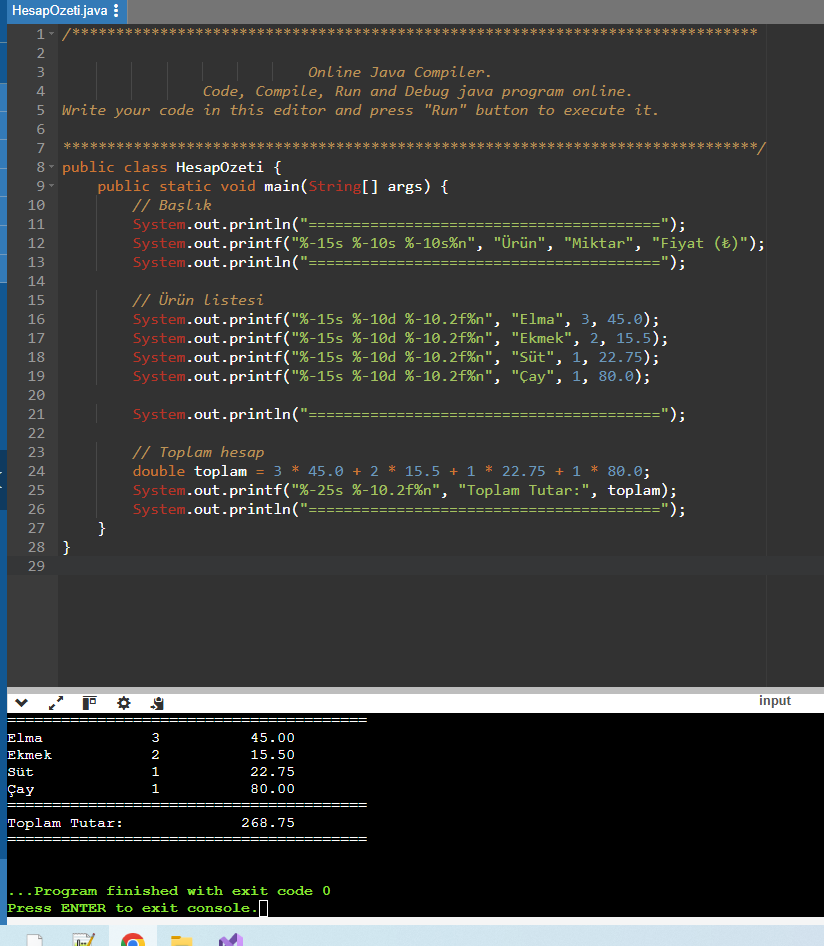 HesapOzeti.java
1 /******************************************************************************
2
3 Online Java Compiler.
4 Code, Compile, Run and Debug java program online.
5 Write your code in this editor and press "Run" button to execute it.
6
7 *******************************************************************************/
8 public class HesapOzeti {
9 public static void main(String[] args) {
10 // Başlık
11 System.out.println("========================================");
12 System.out.printf("%-15s %-10s %-10s%n", "Ürün", "Miktar", "Fiyat (₺)");
13 System.out.println("========================================");
14
15 // Ürün listesi
16 System.out.printf("%-15s %-10d %-10.2f%n", "Elma", 3, 45.0);
17 System.out.printf("%-15s %-10d %-10.2f%n", "Ekmek", 2, 15.5);
18 System.out.printf("%-15s %-10d %-10.2f%n", "Süt", 1, 22.75);
19 System.out.printf("%-15s %-10d %-10.2f%n", "Çay", 1, 80.0);
20
21 System.out.println("========================================");
22
23 // Toplam hesap
24 double toplam = 3 * 45.0 + 2 * 15.5 + 1 * 22.75 + 1 * 80.0;
25 System.out.printf("%-25s %-10.2f%n", "Toplam Tutar:", toplam);
26 System.out.println("========================================");
27 }
28 }
29
input
========================================
Elma 3 45.00
Ekmek 2 15.50
Süt 1 22.75
Çay 1 80.00
========================================
Toplam Tutar: 268.75
========================================
...Program finished with exit code 0
Press ENTER to exit console.